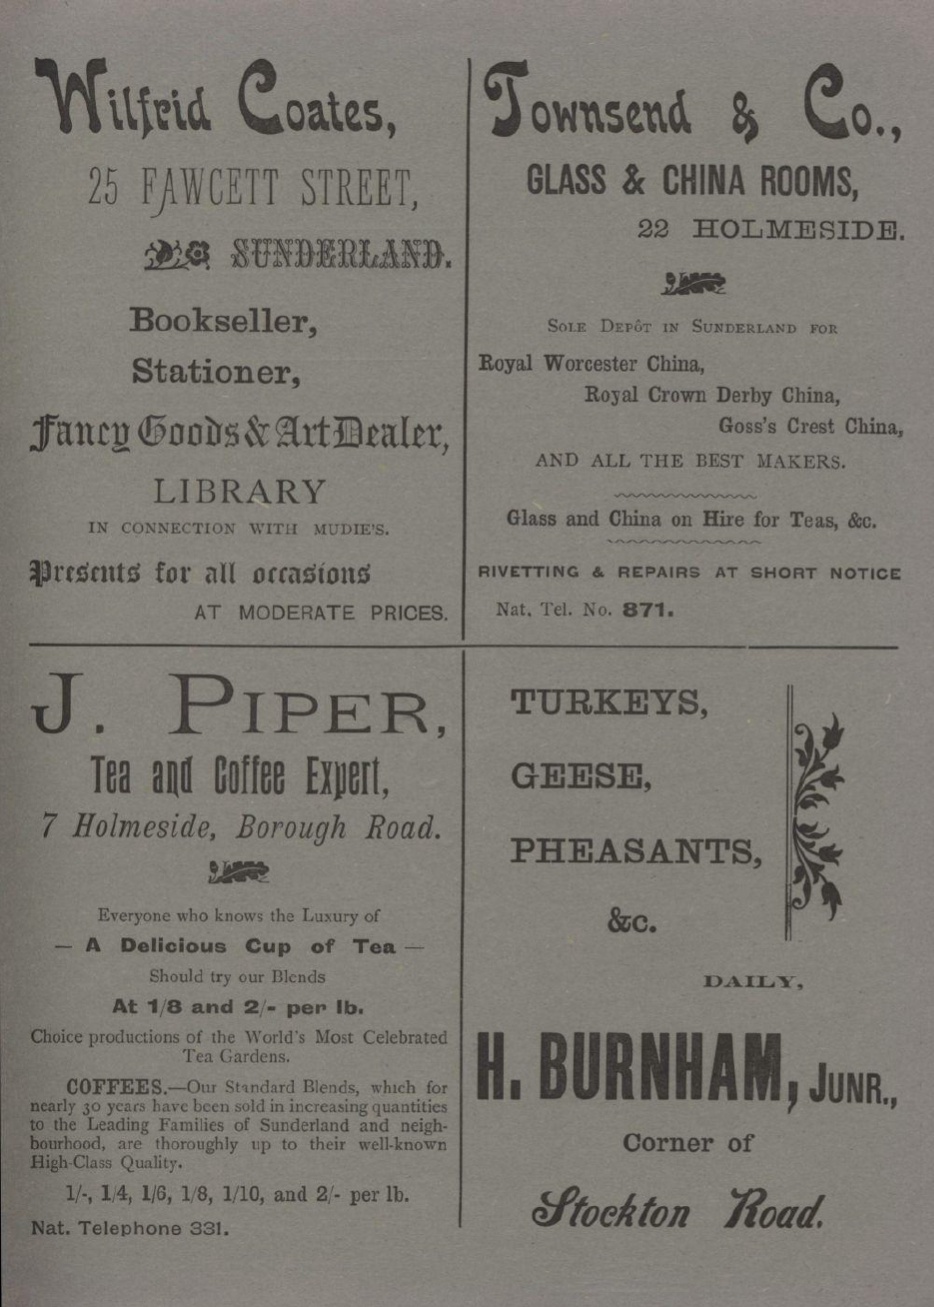 Wilfrid Coates,
25 FAWCETT STREET,
SUNDERLAND.
Bookseller,
Stationer,
Fancy Goods & Art Dealer,
LIBRARY
IN CONNECTION WITH MUDIE'S.
Presents for all occasions
AT MODERATE PRICES.
Townsend & Co.,
GLASS & CHINA ROOMS,
22 HOLMESIDE.
SOLE DEPÔT IN SUNDERLAND FOR
Royal Worcester China,
Royal Crown Derby China,
Goss's Crest China,
AND ALL THE BEST MAKERS.
Glass and China on Hire for Teas, &c.
RIVETTING & REPAIRS AT SHORT NOTICE
Nat. Tel. No. 871.
J. PIPER,
Tea and Coffee Expert,
7 Holmeside, Borough Road.
Everyone who knows the Luxury of
— A Delicious Cup of Tea —
Should try our Blends
At 1/8 and 2/- per lb.
Choice productions of the World's Most Celebrated
Tea Gardens.
COFFEES.—Our Standard Blends, which for
nearly 30 years have been sold in increasing quantities
to the Leading Families of Sunderland and neigh-
bourhood, are thoroughly up to their well-known
High-Class Quality.
1/-, 1/4, 1/6, 1/8, 1/10, and 2/- per lb.
Nat. Telephone 331.
TURKEYS,
GEESE,
PHEASANTS,
&c.
DAILY,
H. BURNHAM, JUNR.,
Corner of
Stockton Road.